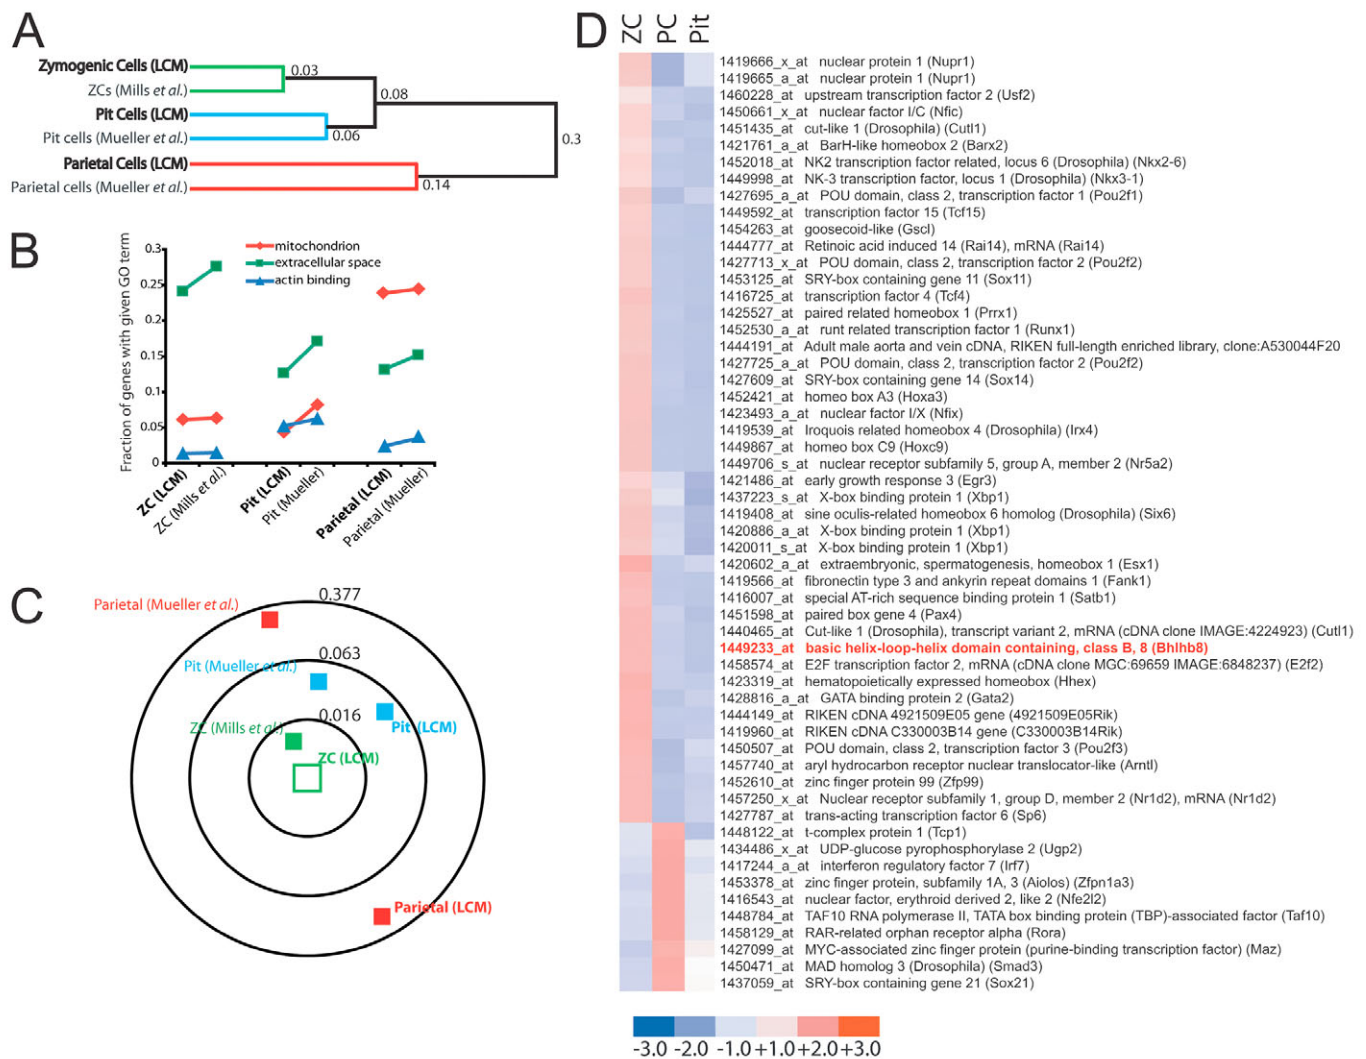 A
Zymogenic Cells (LCM)
ZCs (Mills et al.)
Pit Cells (LCM)
Pit cells (Mueller et al.)
Parietal Cells (LCM)
Parietal cells (Mueller et al.)
0.03
0.08
0.06
0.3
0.14
B
Fraction of genes with given GO term
0.3
0.25
0.2
0.15
0.1
0.05
0
mitochondrion
extracellular space
actin binding
ZC (LCM)
ZC (Mills et al.)
Pit (LCM)
Pit (Mueller)
Parietal (LCM)
Parietal (Mueller)
C
0.377
Parietal (Mueller et al.)
0.063
Pit (Mueller et al.)
0.016
ZC (Mills et al.)
Pit (LCM)
ZC (LCM)
Parietal (LCM)
D
ZC PC Pit
1419666_x_at nuclear protein 1 (Nupr1)
1419665_a_at nuclear protein 1 (Nupr1)
1460228_at upstream transcription factor 2 (Usf2)
1450661_x_at nuclear factor I/C (Nfic)
1451435_at cut-like 1 (Drosophila) (Cutl1)
1421761_a_at BarH-like homeobox 2 (Barx2)
1452018_at NK2 transcription factor related, locus 6 (Drosophila) (Nkx2-6)
1449998_at NK-3 transcription factor, locus 1 (Drosophila) (Nkx3-1)
1427695_a_at POU domain, class 2, transcription factor 1 (Pou2f1)
1449592_at transcription factor 15 (Tcf15)
1454263_at goosecoid-like (Gscl)
1444777_at Retinoic acid induced 14 (Rai14), mRNA (Rai14)
1427713_x_at POU domain, class 2, transcription factor 2 (Pou2f2)
1453125_at SRY-box containing gene 11 (Sox11)
1416725_at transcription factor 4 (Tcf4)
1425527_at paired related homeobox 1 (Prrx1)
1452530_a_at runt related transcription factor 1 (Runx1)
1444191_at Adult male aorta and vein cDNA, RIKEN full-length enriched library, clone:A530044F20
1427725_a_at POU domain, class 2, transcription factor 2 (Pou2f2)
1427609_at SRY-box containing gene 14 (Sox14)
1452421_at homeo box A3 (Hoxa3)
1423493_a_at nuclear factor I/X (Nfix)
1419539_at Iroquois related homeobox 4 (Drosophila) (Irx4)
1449867_at homeo box C9 (Hoxc9)
1449706_s_at nuclear receptor subfamily 5, group A, member 2 (Nr5a2)
1421486_at early growth response 3 (Egr3)
1437223_s_at X-box binding protein 1 (Xbp1)
1419408_at sine oculis-related homeobox 6 homolog (Drosophila) (Six6)
1420886_a_at X-box binding protein 1 (Xbp1)
1420011_s_at X-box binding protein 1 (Xbp1)
1420602_a_at extraembryonic, spermatogenesis, homeobox 1 (Esx1)
1419566_at fibronectin type 3 and ankyrin repeat domains 1 (Fank1)
1416007_at special AT-rich sequence binding protein 1 (Satb1)
1451598_at paired box gene 4 (Pax4)
1440465_at Cut-like 1 (Drosophila), transcript variant 2, mRNA (cDNA clone IMAGE:4224923) (Cutl1)
1449233_at basic helix-loop-helix domain containing, class B, 8 (Bhlhb8)
1458574_at E2F transcription factor 2, mRNA (cDNA clone MGC:69659 IMAGE:6848237) (E2f2)
1423319_at hematopoietically expressed homeobox (Hhex)
1428816_a_at GATA binding protein 2 (Gata2)
1444149_at RIKEN cDNA 4921509E05 gene (4921509E05Rik)
1419960_at RIKEN cDNA C330003B14 gene (C330003B14Rik)
1450507_at POU domain, class 2, transcription factor 3 (Pou2f3)
1457740_at aryl hydrocarbon receptor nuclear translocator-like (Arntl)
1452610_at zinc finger protein 99 (Zfp99)
1457250_x_at Nuclear receptor subfamily 1, group D, member 2 (Nr1d2), mRNA (Nr1d2)
1427787_at trans-acting transcription factor 6 (Sp6)
1448122_at t-complex protein 1 (Tcp1)
1434486_x_at UDP-glucose pyrophosphorylase 2 (Ugp2)
1417244_a_at interferon regulatory factor 7 (Irf7)
1453378_at zinc finger protein, subfamily 1A, 3 (Aiolos) (Zfpn1a3)
1416543_at nuclear factor, erythroid derived 2, like 2 (Nfe2l2)
1448784_at TAF10 RNA polymerase II, TATA box binding protein (TBP)-associated factor (Taf10)
1458129_at RAR-related orphan receptor alpha (Rora)
1427099_at MYC-associated zinc finger protein (purine-binding transcription factor) (Maz)
1450471_at MAD homolog 3 (Drosophila) (Smad3)
1437059_at SRY-box containing gene 21 (Sox21)
-3.0 -2.0 -1.0 +1.0 +2.0 +3.0